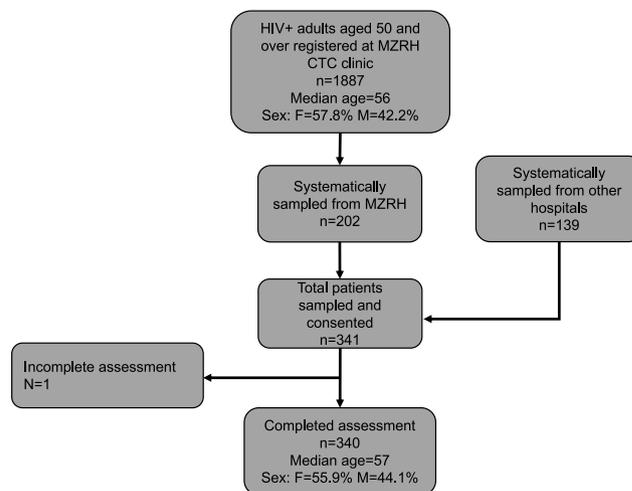 HIV+ adults aged 50 and
over registered at MZRH
CTC clinic
n=1887
Median age=56
Sex: F=57.8% M=42.2%
Systematically
sampled from MZRH
n=202
Systematically
sampled from other
hospitals
n=139
Total patients
sampled and
consented
n=341
Incomplete assessment
N=1
Completed assessment
n=340
Median age=57
Sex: F=55.9% M=44.1%